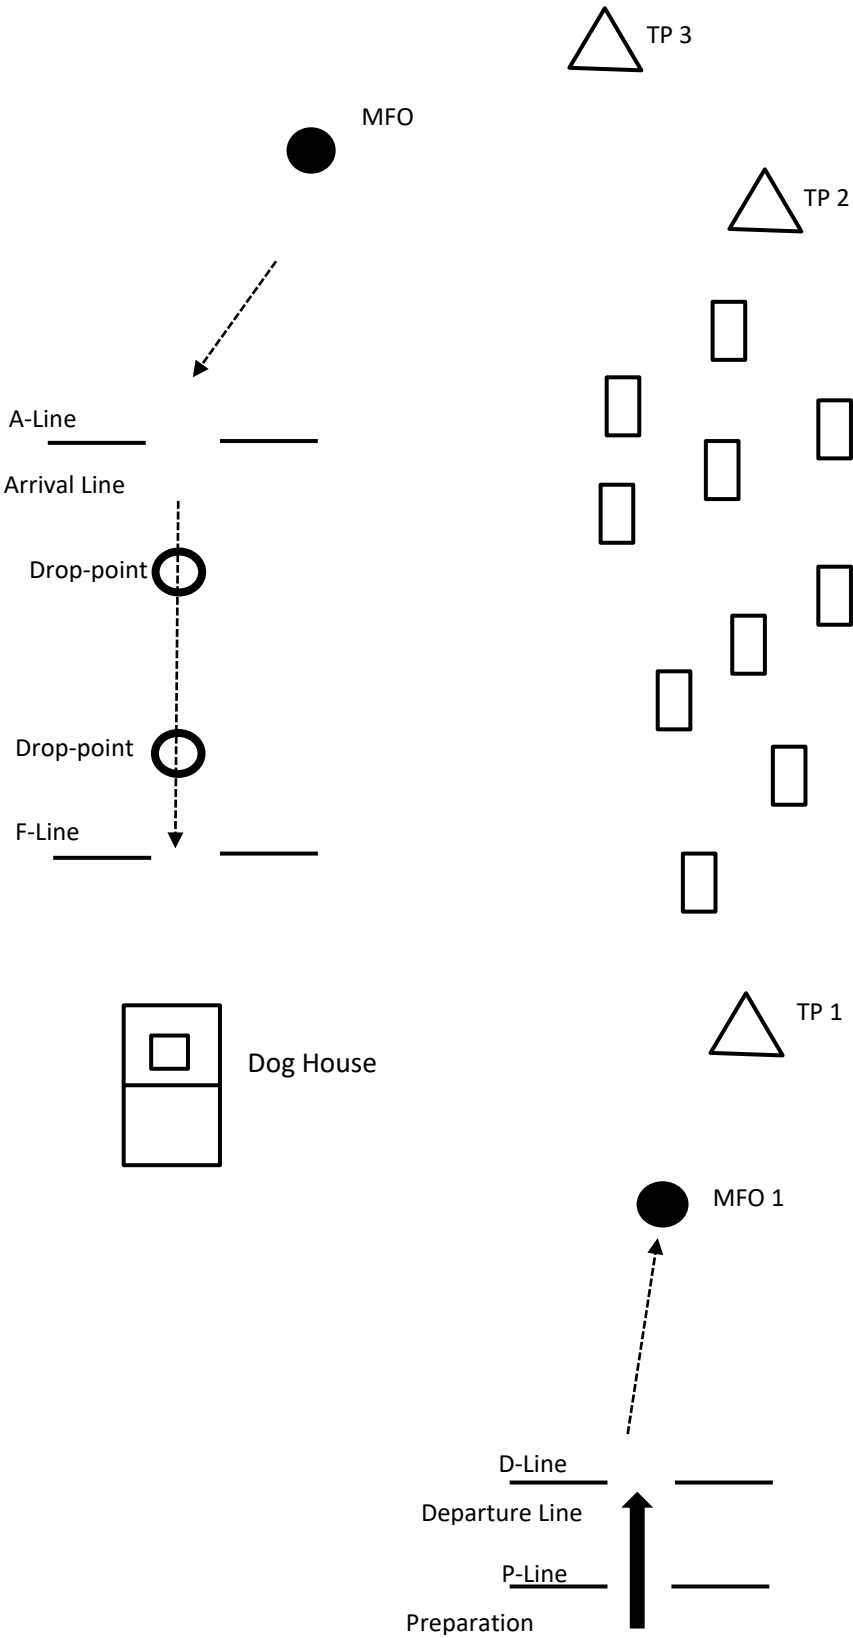 TP 3
MFO
TP 2
A-Line
Arrival Line
Drop-point
Drop-point
F-Line
TP 1
Dog House
MFO 1
D-Line
Departure Line
P-Line
Preparation